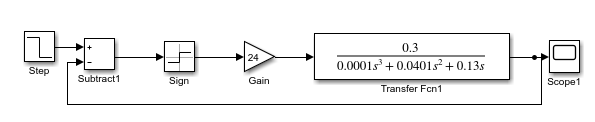 +
−
24
0.3
0.0001s³ + 0.0401s² + 0.13s
Step
Subtract1
Sign
Gain
Transfer Fcn1
Scope1